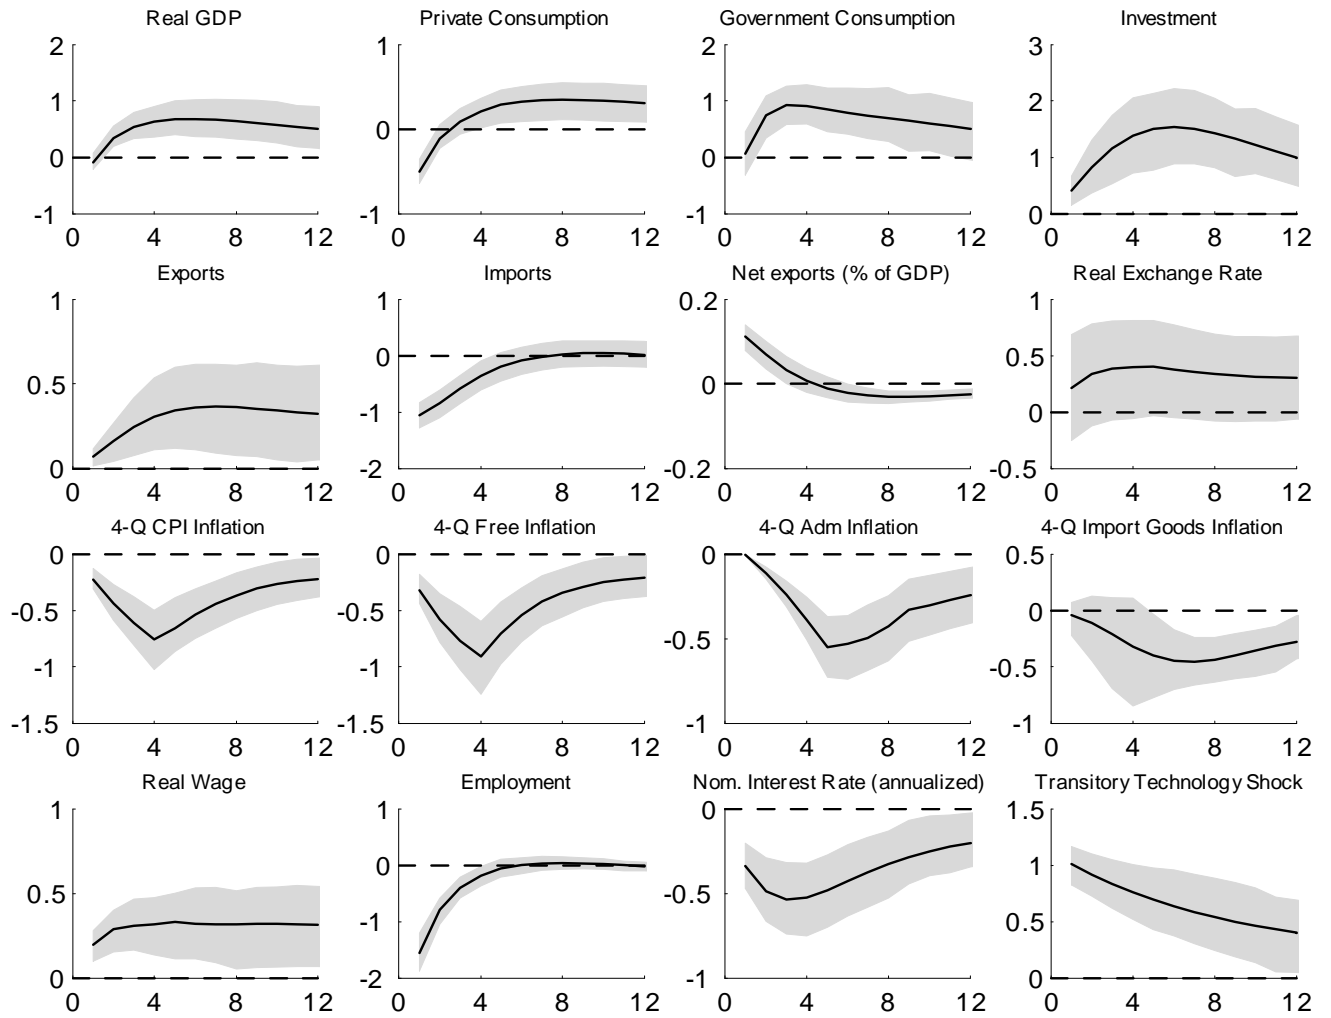 Real GDP
Private Consumption
Government Consumption
Investment
2
1
0
-1
0 4 8 12
1
0
-1
0 4 8 12
2
1
0
-1
0 4 8 12
3
2
1
0
0 4 8 12
Exports
Imports
Net exports (% of GDP)
Real Exchange Rate
1
0.5
0
0 4 8 12
1
0
-1
-2
0 4 8 12
0.2
0
-0.2
0 4 8 12
1
0.5
0
-0.5
0 4 8 12
4-Q CPI Inflation
4-Q Free Inflation
4-Q Adm Inflation
4-Q Import Goods Inflation
0
-0.5
-1
-1.5
0 4 8 12
0
-0.5
-1
-1.5
0 4 8 12
0
-0.5
-1
0 4 8 12
0.5
0
-0.5
-1
0 4 8 12
Real Wage
Employment
Nom. Interest Rate (annualized)
Transitory Technology Shock
1
0.5
0
0 4 8 12
1
0
-1
-2
0 4 8 12
0
-0.5
-1
0 4 8 12
1.5
1
0.5
0
0 4 8 12